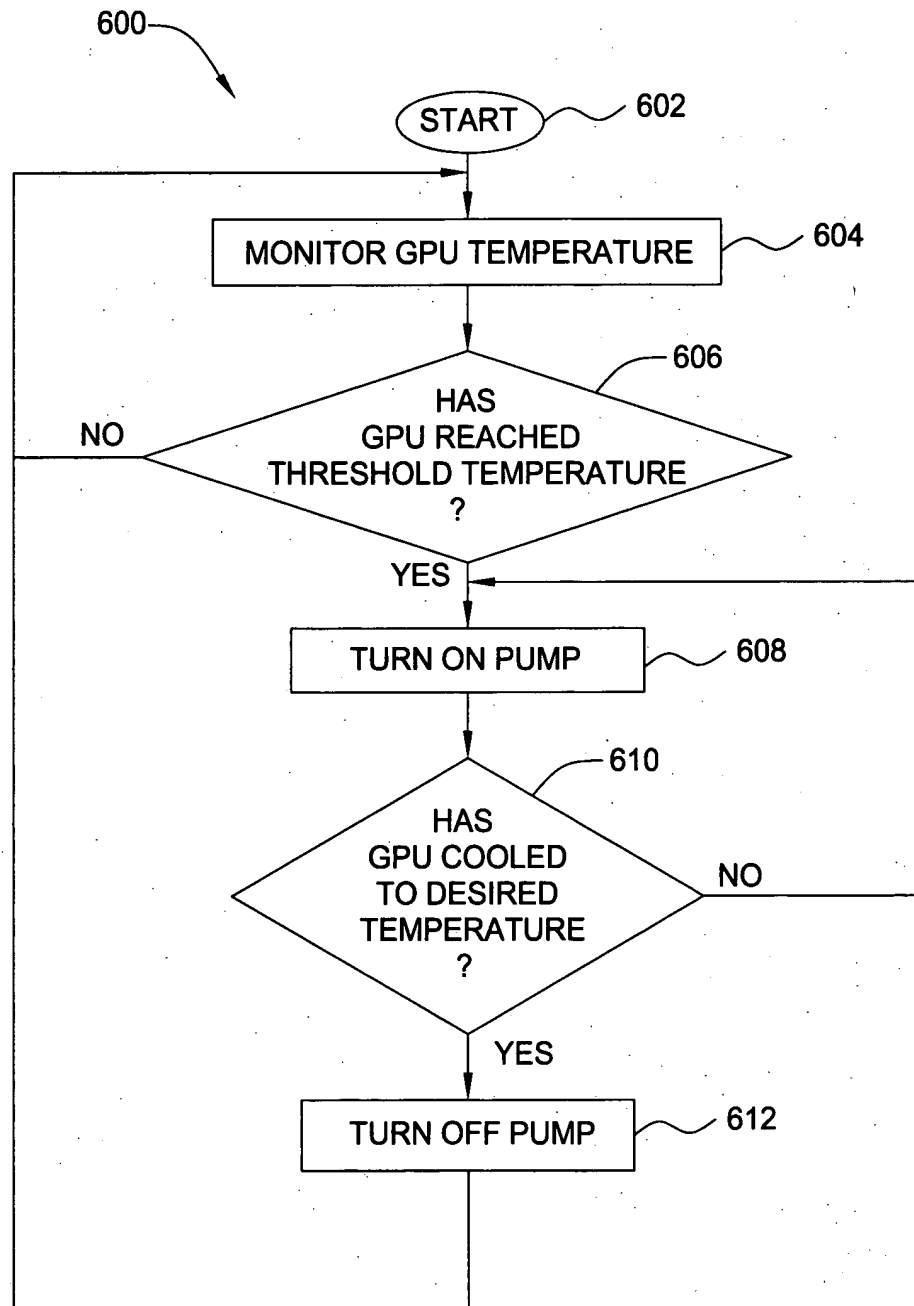 600
START
602
MONITOR GPU TEMPERATURE
604
606
HAS
GPU REACHED
THRESHOLD TEMPERATURE
?
NO
YES
TURN ON PUMP
608
610
HAS
GPU COOLED
TO DESIRED
TEMPERATURE
?
NO
YES
TURN OFF PUMP
612